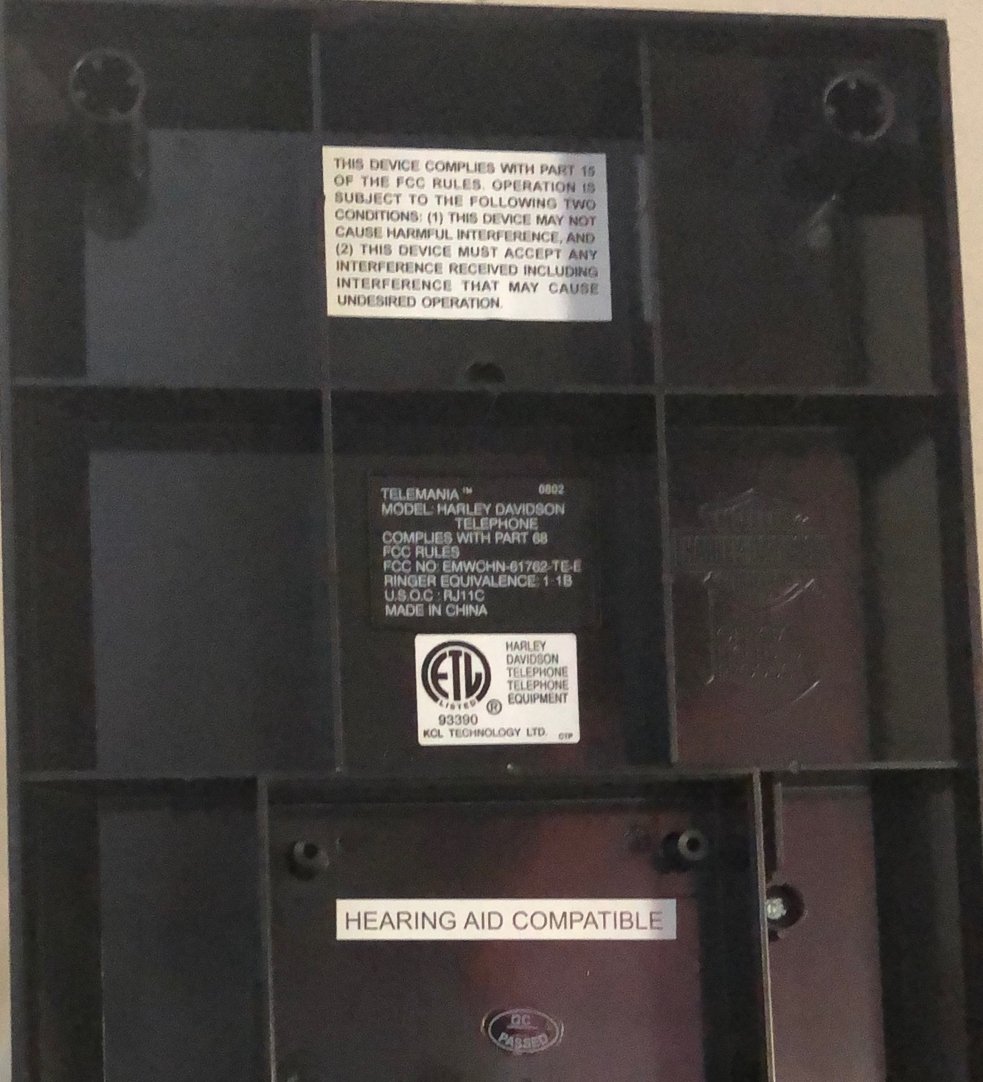 THIS DEVICE COMPLIES WITH PART 15
OF THE FCC RULES. OPERATION IS
SUBJECT TO THE FOLLOWING TWO
CONDITIONS: (1) THIS DEVICE MAY NOT
CAUSE HARMFUL INTERFERENCE, AND
(2) THIS DEVICE MUST ACCEPT ANY
INTERFERENCE RECEIVED INCLUDING
INTERFERENCE THAT MAY CAUSE
UNDESIRED OPERATION.
TELEMANIA™ 0802
MODEL: HARLEY DAVIDSON
TELEPHONE
COMPLIES WITH PART 68
FCC RULES
FCC NO: EMWCHN-61762-TE-E
RINGER EQUIVALENCE: 1-1B
U.S.O.C : RJ11C
MADE IN CHINA
ETL
LISTED
®
93390
HARLEY
DAVIDSON
TELEPHONE
TELEPHONE
EQUIPMENT
KCL TECHNOLOGY LTD.
HEARING AID COMPATIBLE
QC
PASSED